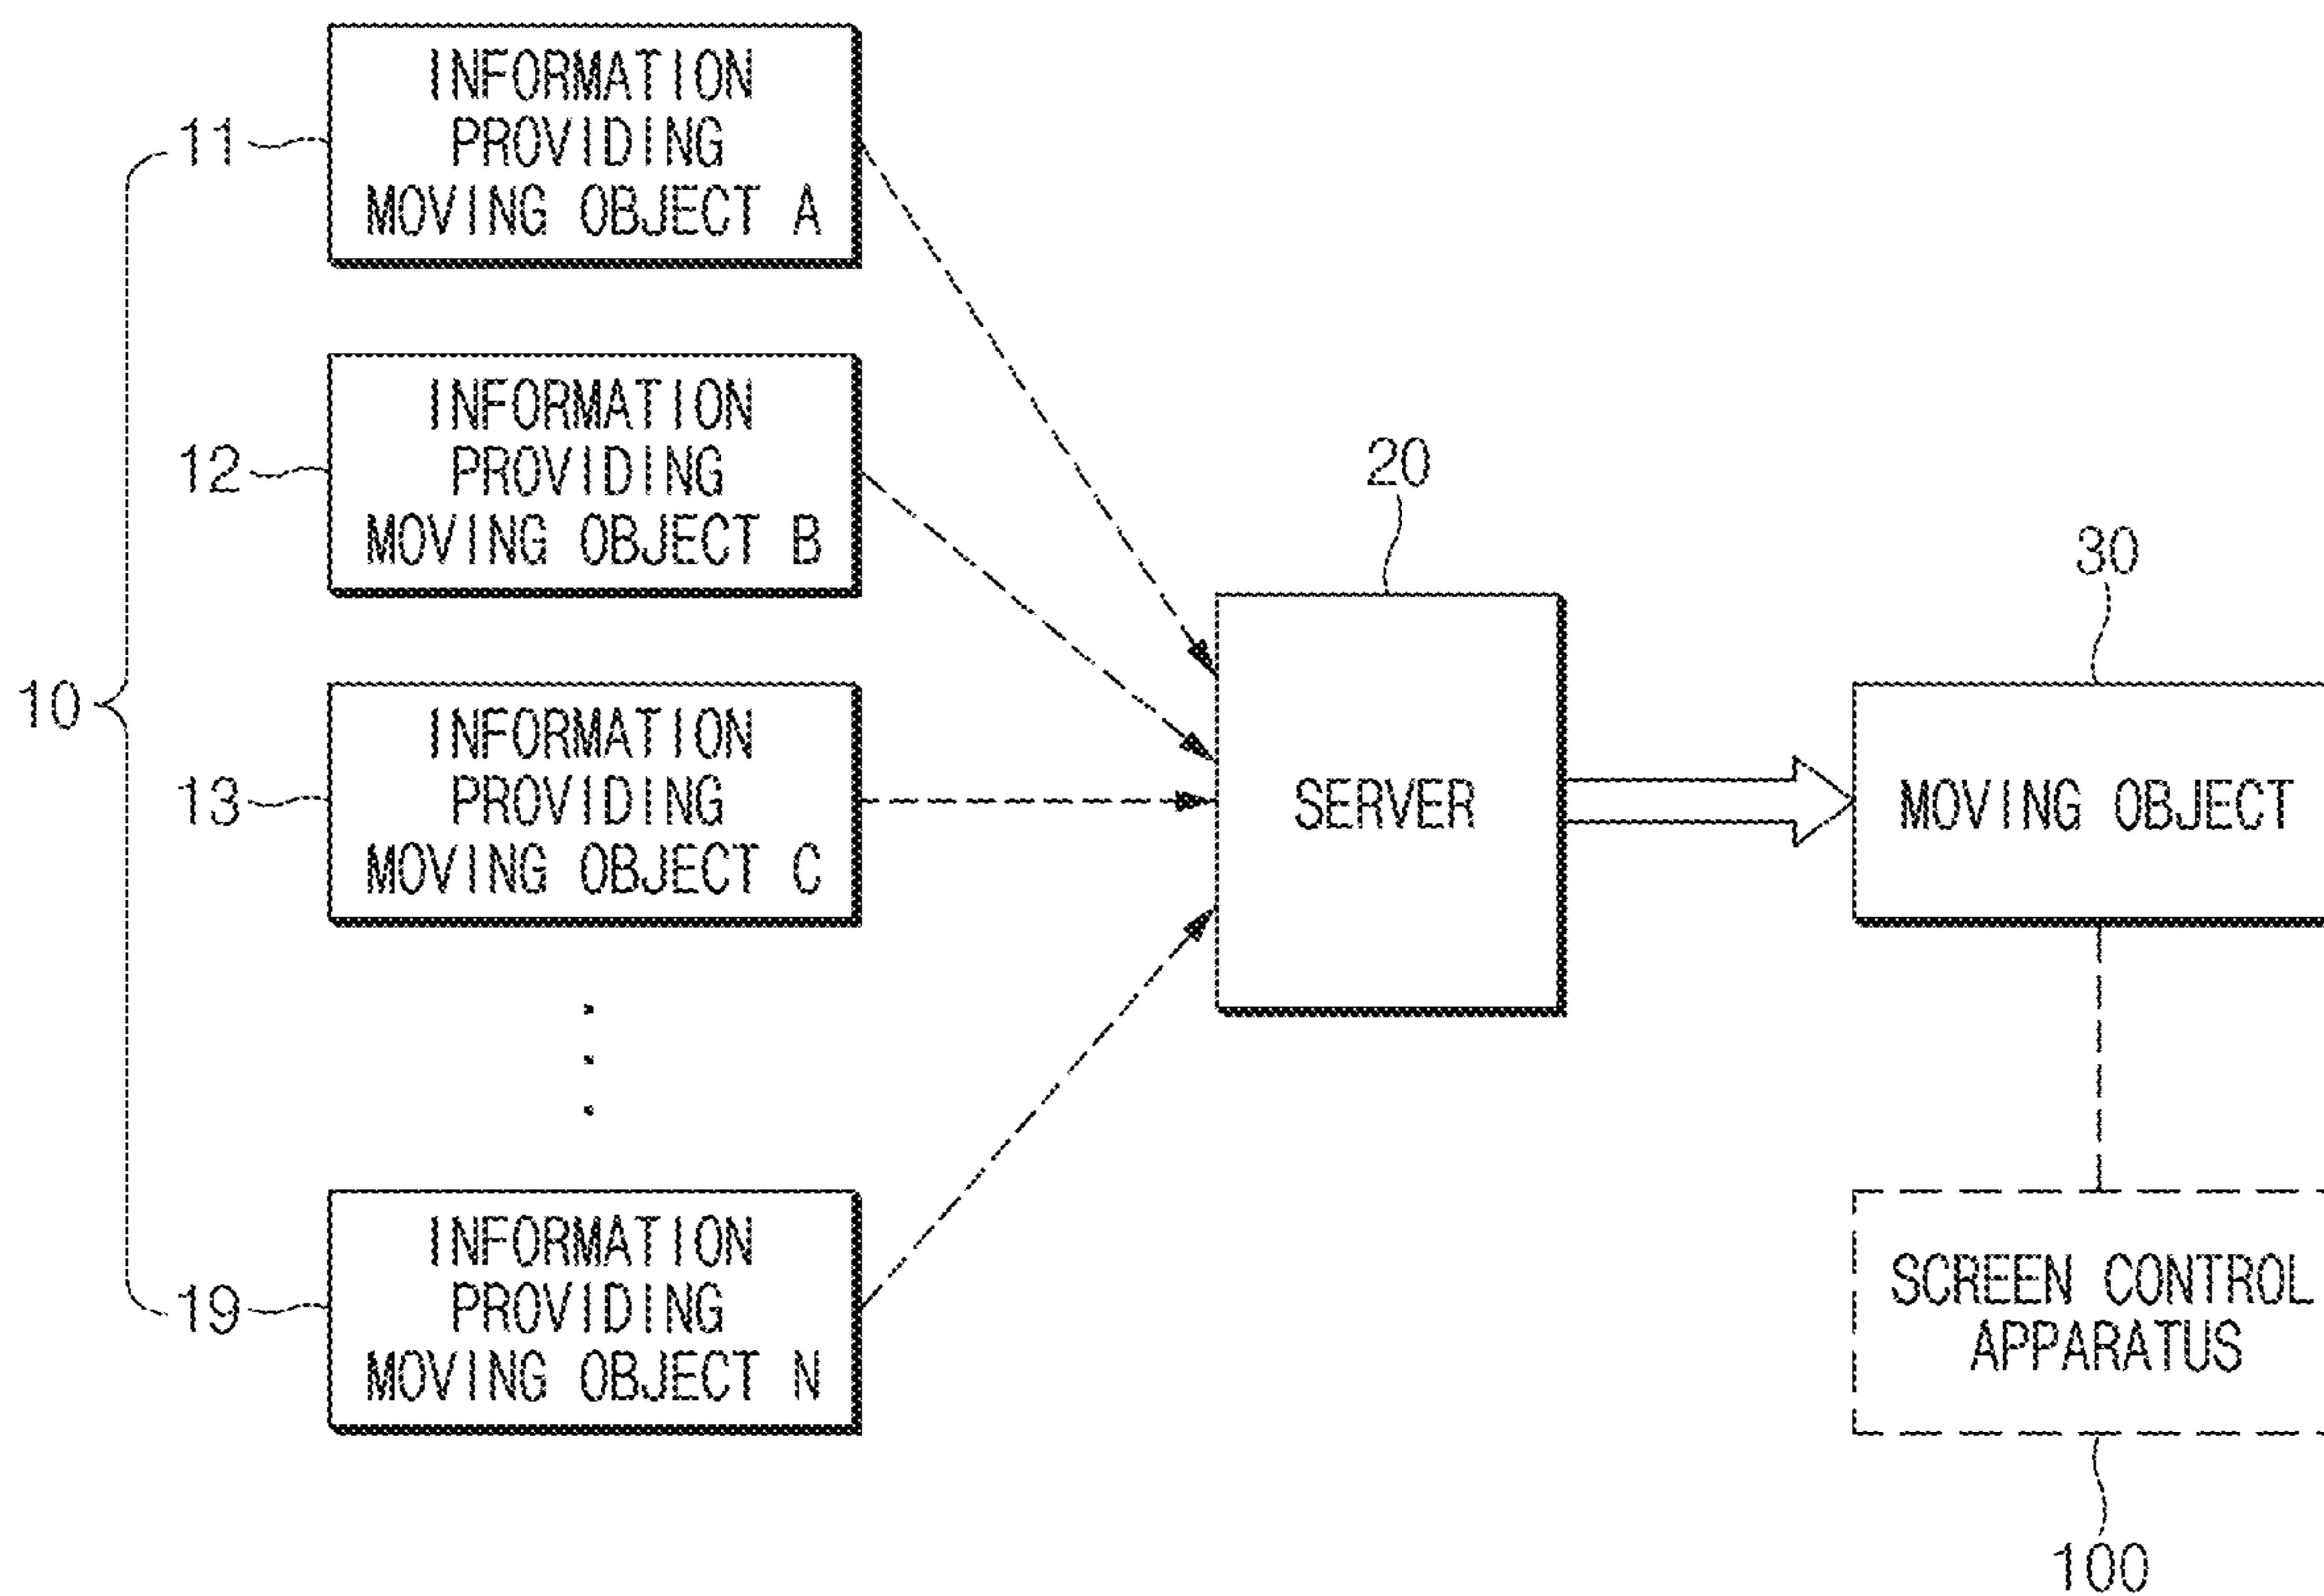 INFORMATION
PROVIDING
MOVING OBJECT A
11
INFORMATION
PROVIDING
MOVING OBJECT B
12
20
30
10
INFORMATION
PROVIDING
MOVING OBJECT C
13
SERVER
MOVING OBJECT
INFORMATION
PROVIDING
MOVING OBJECT N
19
SCREEN CONTROL
APPARATUS
100